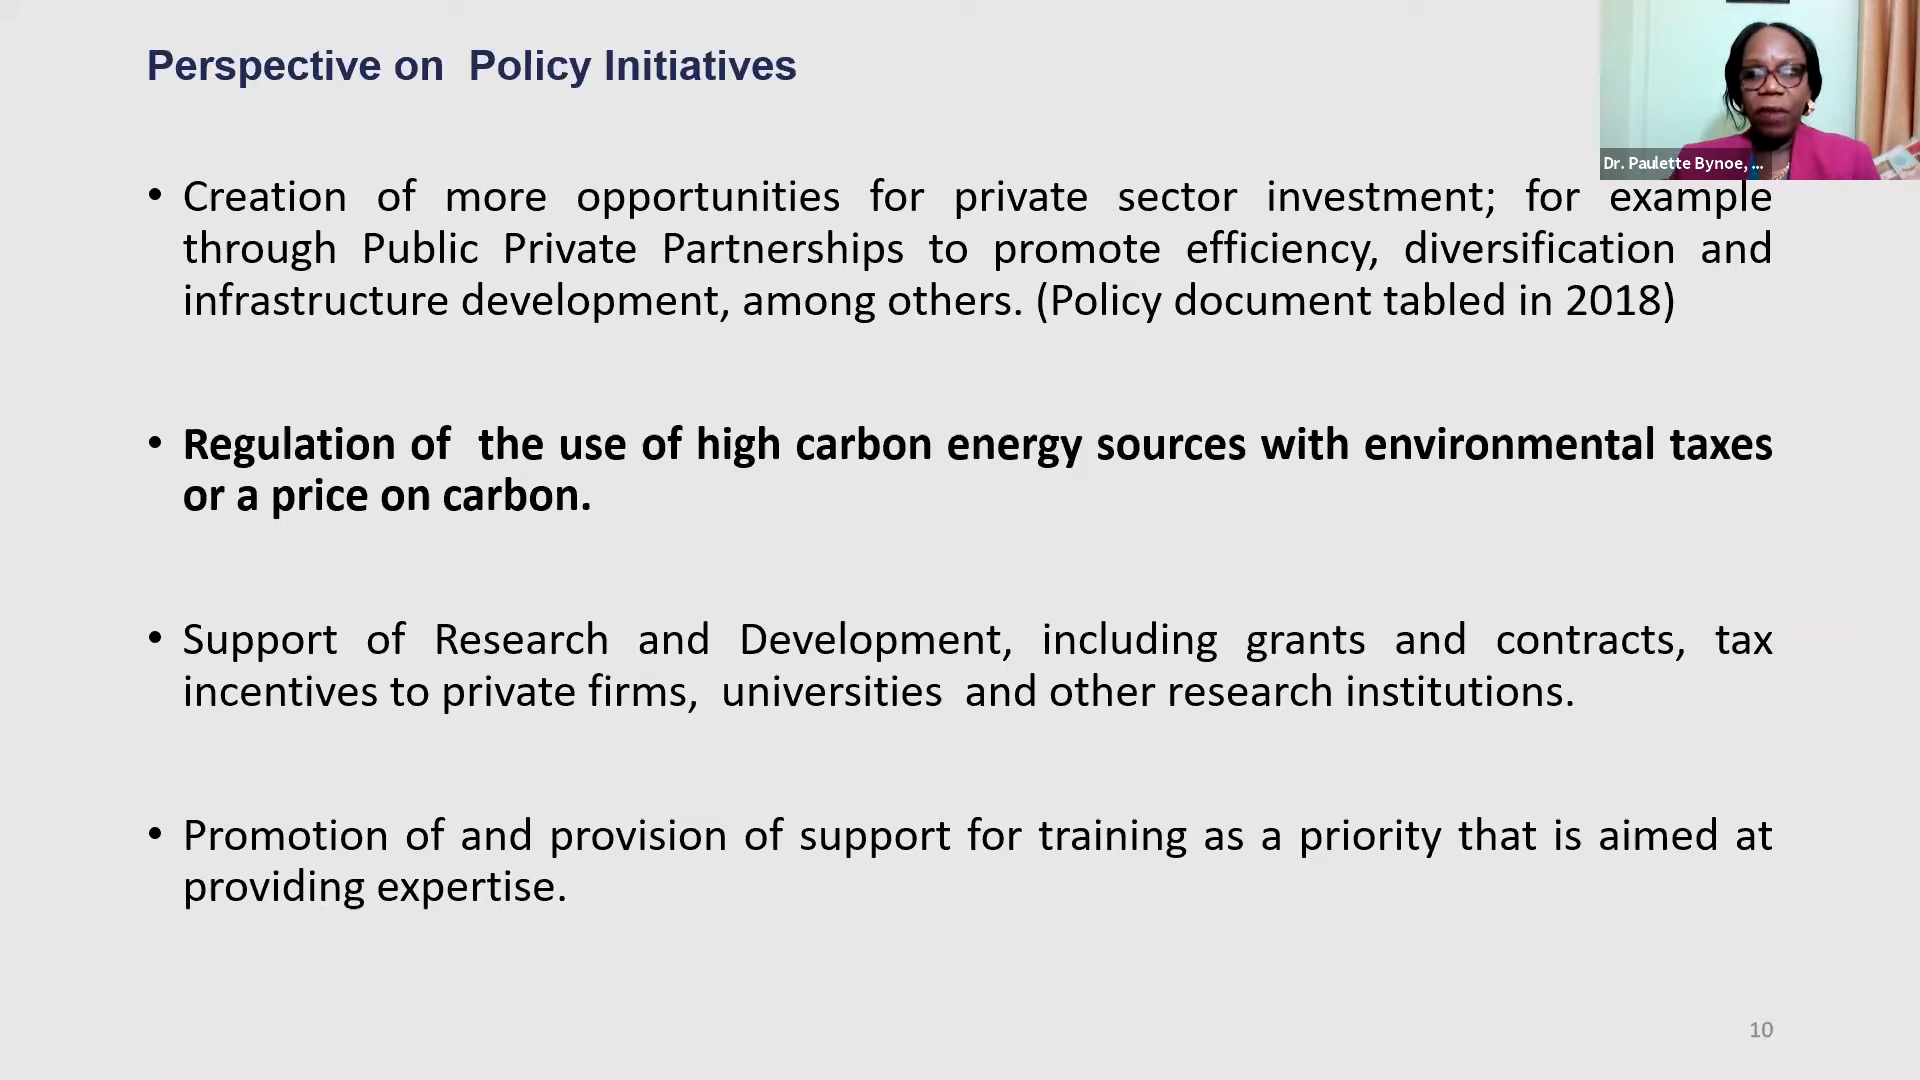 Perspective on  Policy Initiatives
Dr. Paulette Bynoe, ...
• Creation of more opportunities for private sector investment; for example
through Public Private Partnerships to promote efficiency, diversification and
infrastructure development, among others. (Policy document tabled in 2018)
• Regulation of  the use of high carbon energy sources with environmental taxes
or a price on carbon.
• Support of Research and Development, including grants and contracts, tax
incentives to private firms,  universities  and other research institutions.
• Promotion of and provision of support for training as a priority that is aimed at
providing expertise.
10